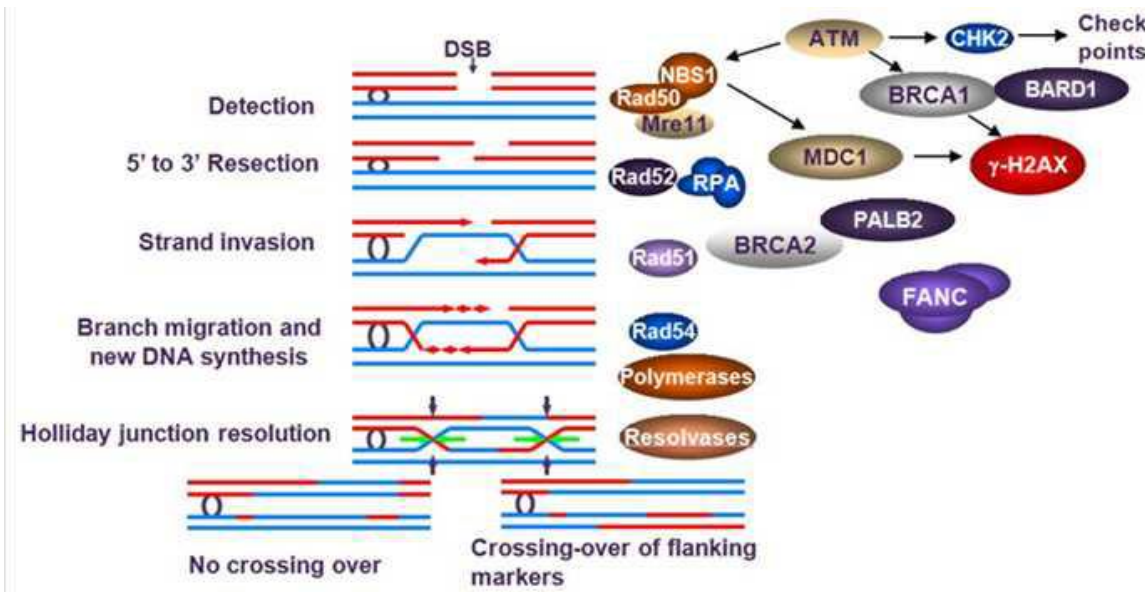 DSB
Detection
5' to 3' Resection
Strand invasion
Branch migration and
new DNA synthesis
Holliday junction resolution
No crossing over
Crossing-over of flanking
markers
ATM
CHK2
Check
points
NBS1
Rad50
Mre11
BRCA1
BARD1
MDC1
γ-H2AX
Rad52
RPA
PALB2
BRCA2
Rad51
FANC
Rad54
Polymerases
Resolvases